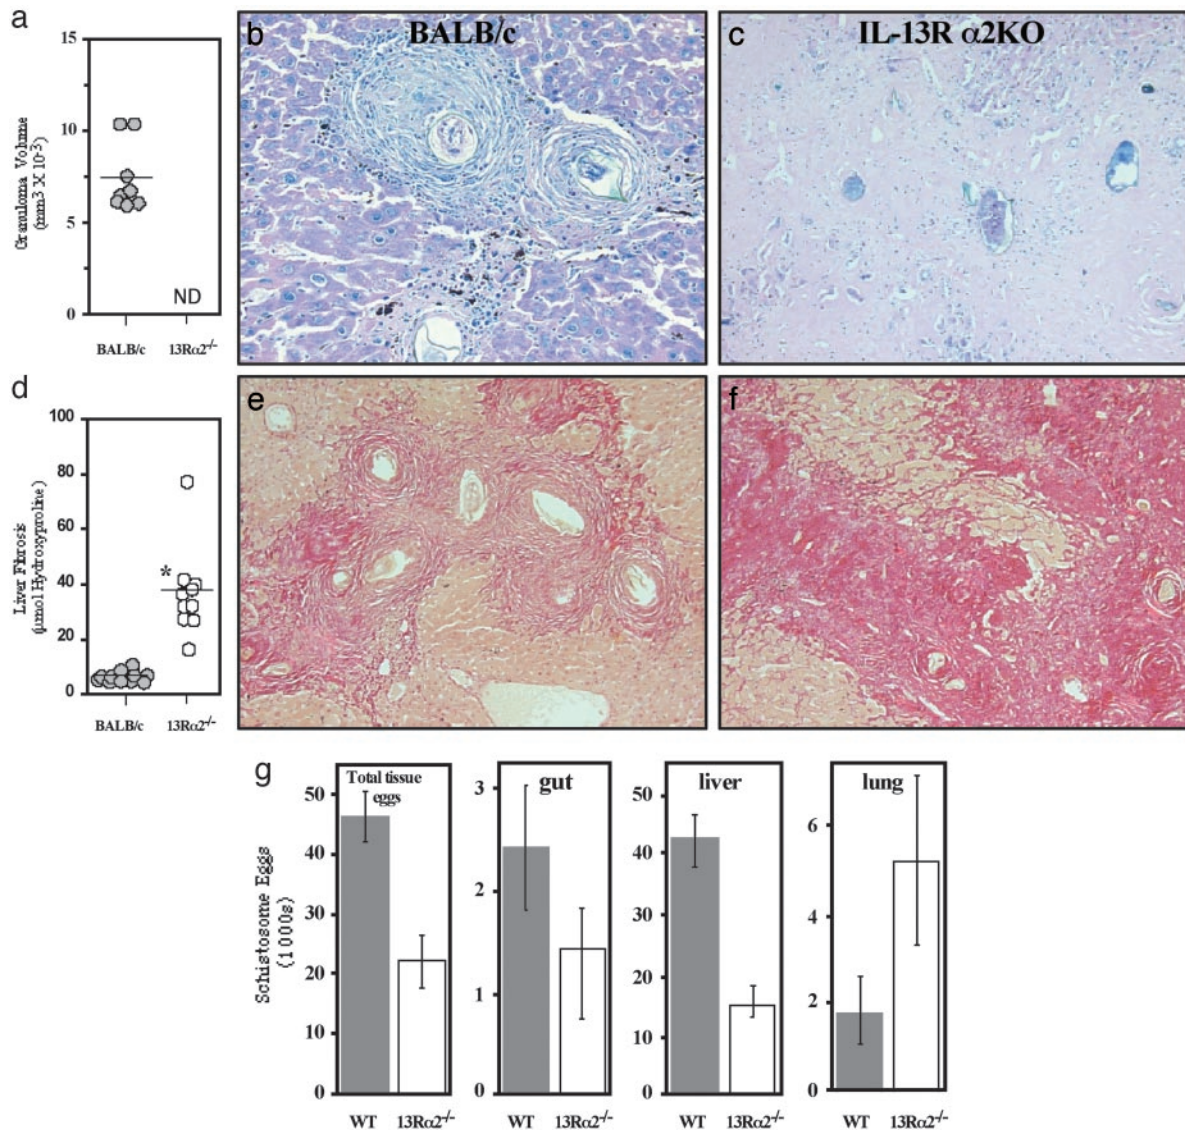 a
15
10
5
0
Granuloma Volume
(mm3 X 10-3)
ND
BALB/c 13Rα2-/-
b BALB/c
c IL-13R α2KO
d
100
80
60
40
20
0
Liver Fibrosis
(µmol Hydroxyproline)
*
BALB/c 13Rα2-/-
e
f
g
Schistosome Eggs
(1000s)
Total tissue
eggs
50
40
30
20
10
0
WT 13Rα2-/-
gut
3
2
1
0
WT 13Rα2-/-
liver
50
40
30
20
10
0
WT 13Rα2-/-
lung
6
4
2
0
WT 13Rα2-/-